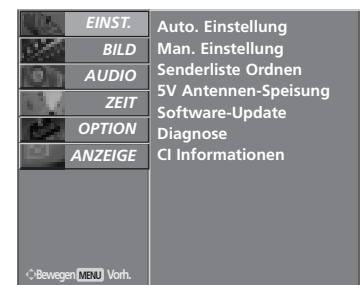 EINST.
BILD
AUDIO
ZEIT
OPTION
ANZEIGE
Auto. Einstellung
Man. Einstellung
Senderliste Ordnen
5V Antennen-Speisung
Software-Update
Diagnose
CI Informationen
Bewegen MENU Vorh.